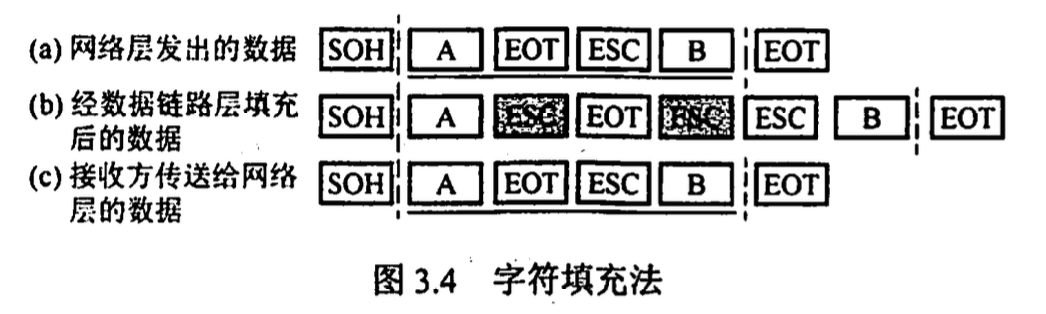 (a) 网络层发出的数据 SOH A EOT ESC B EOT
(b) 经数据链路层填充 SOH A ESC EOT ESC ESC B EOT
后的数据
(c) 接收方传送给网络 SOH A EOT ESC B EOT
层的数据
图 3.4 字符填充法